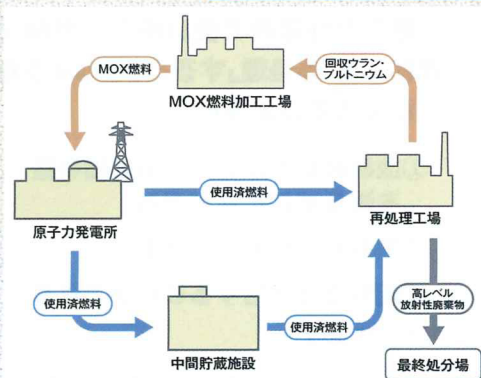 MOX燃料
回収ウラン・
プルトニウム
MOX燃料加工工場
使用済燃料
原子力発電所
再処理工場
使用済燃料
使用済燃料
高レベル
放射性廃棄物
中間貯蔵施設
最終処分場